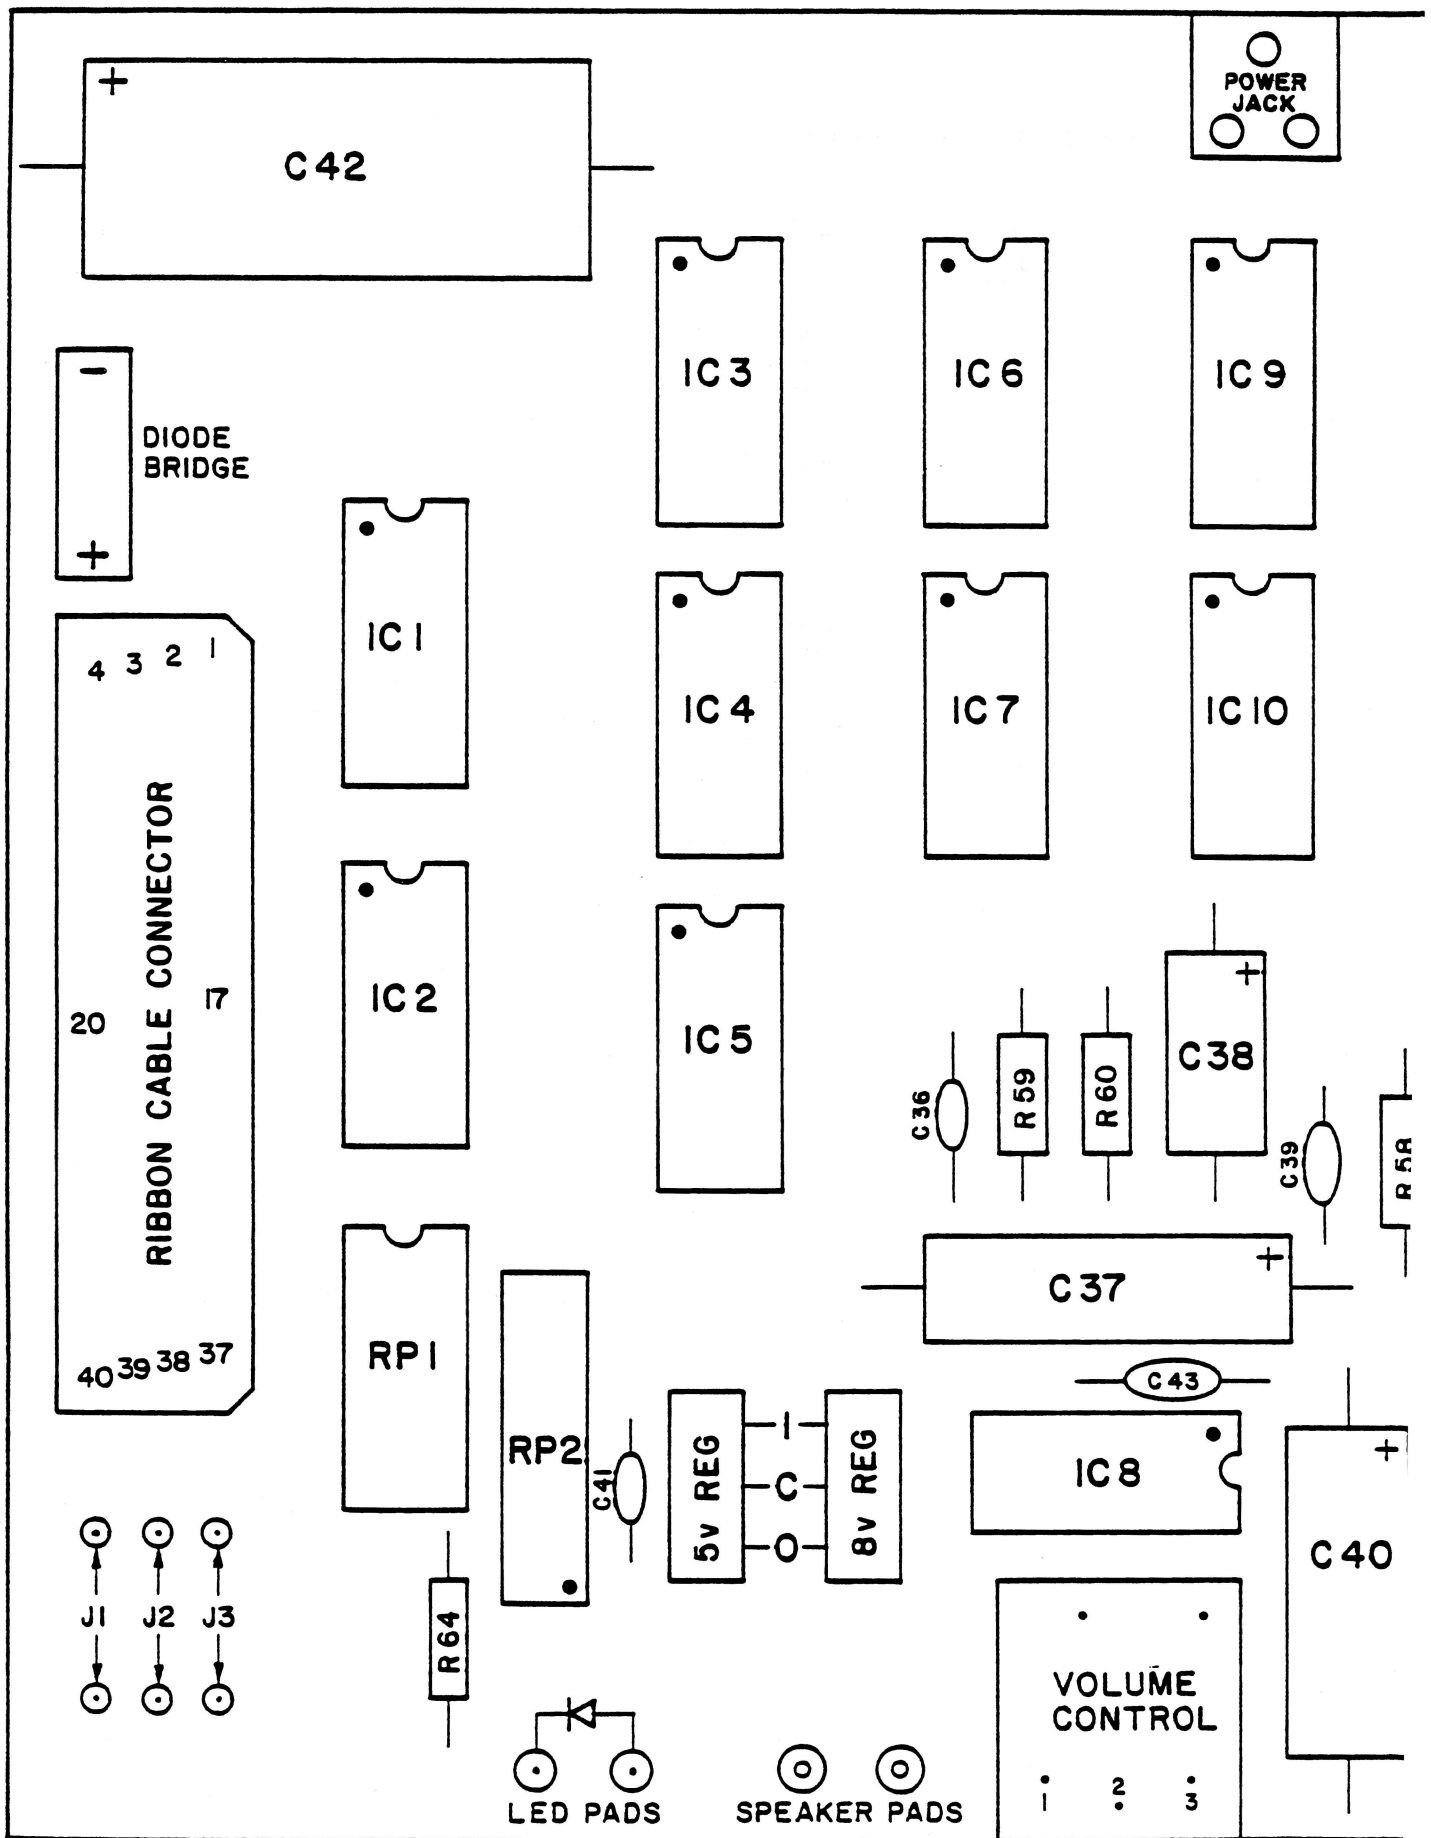 POWER
JACK
+
C42
IC3
IC6
IC9
-
DIODE
BRIDGE
+
IC1
4 3 2 1
IC4
IC7
IC10
RIBBON CABLE CONNECTOR
20
17
40 39 38 37
IC2
IC5
C36
R59
R60
+
C38
C39
R58
+
C37
RP1
RP2
C41
5v REG
I
C
O
8v REG
C43
IC8
+
C40
J1 J2 J3
R64
VOLUME
CONTROL
1 2 3
LED PADS
SPEAKER PADS